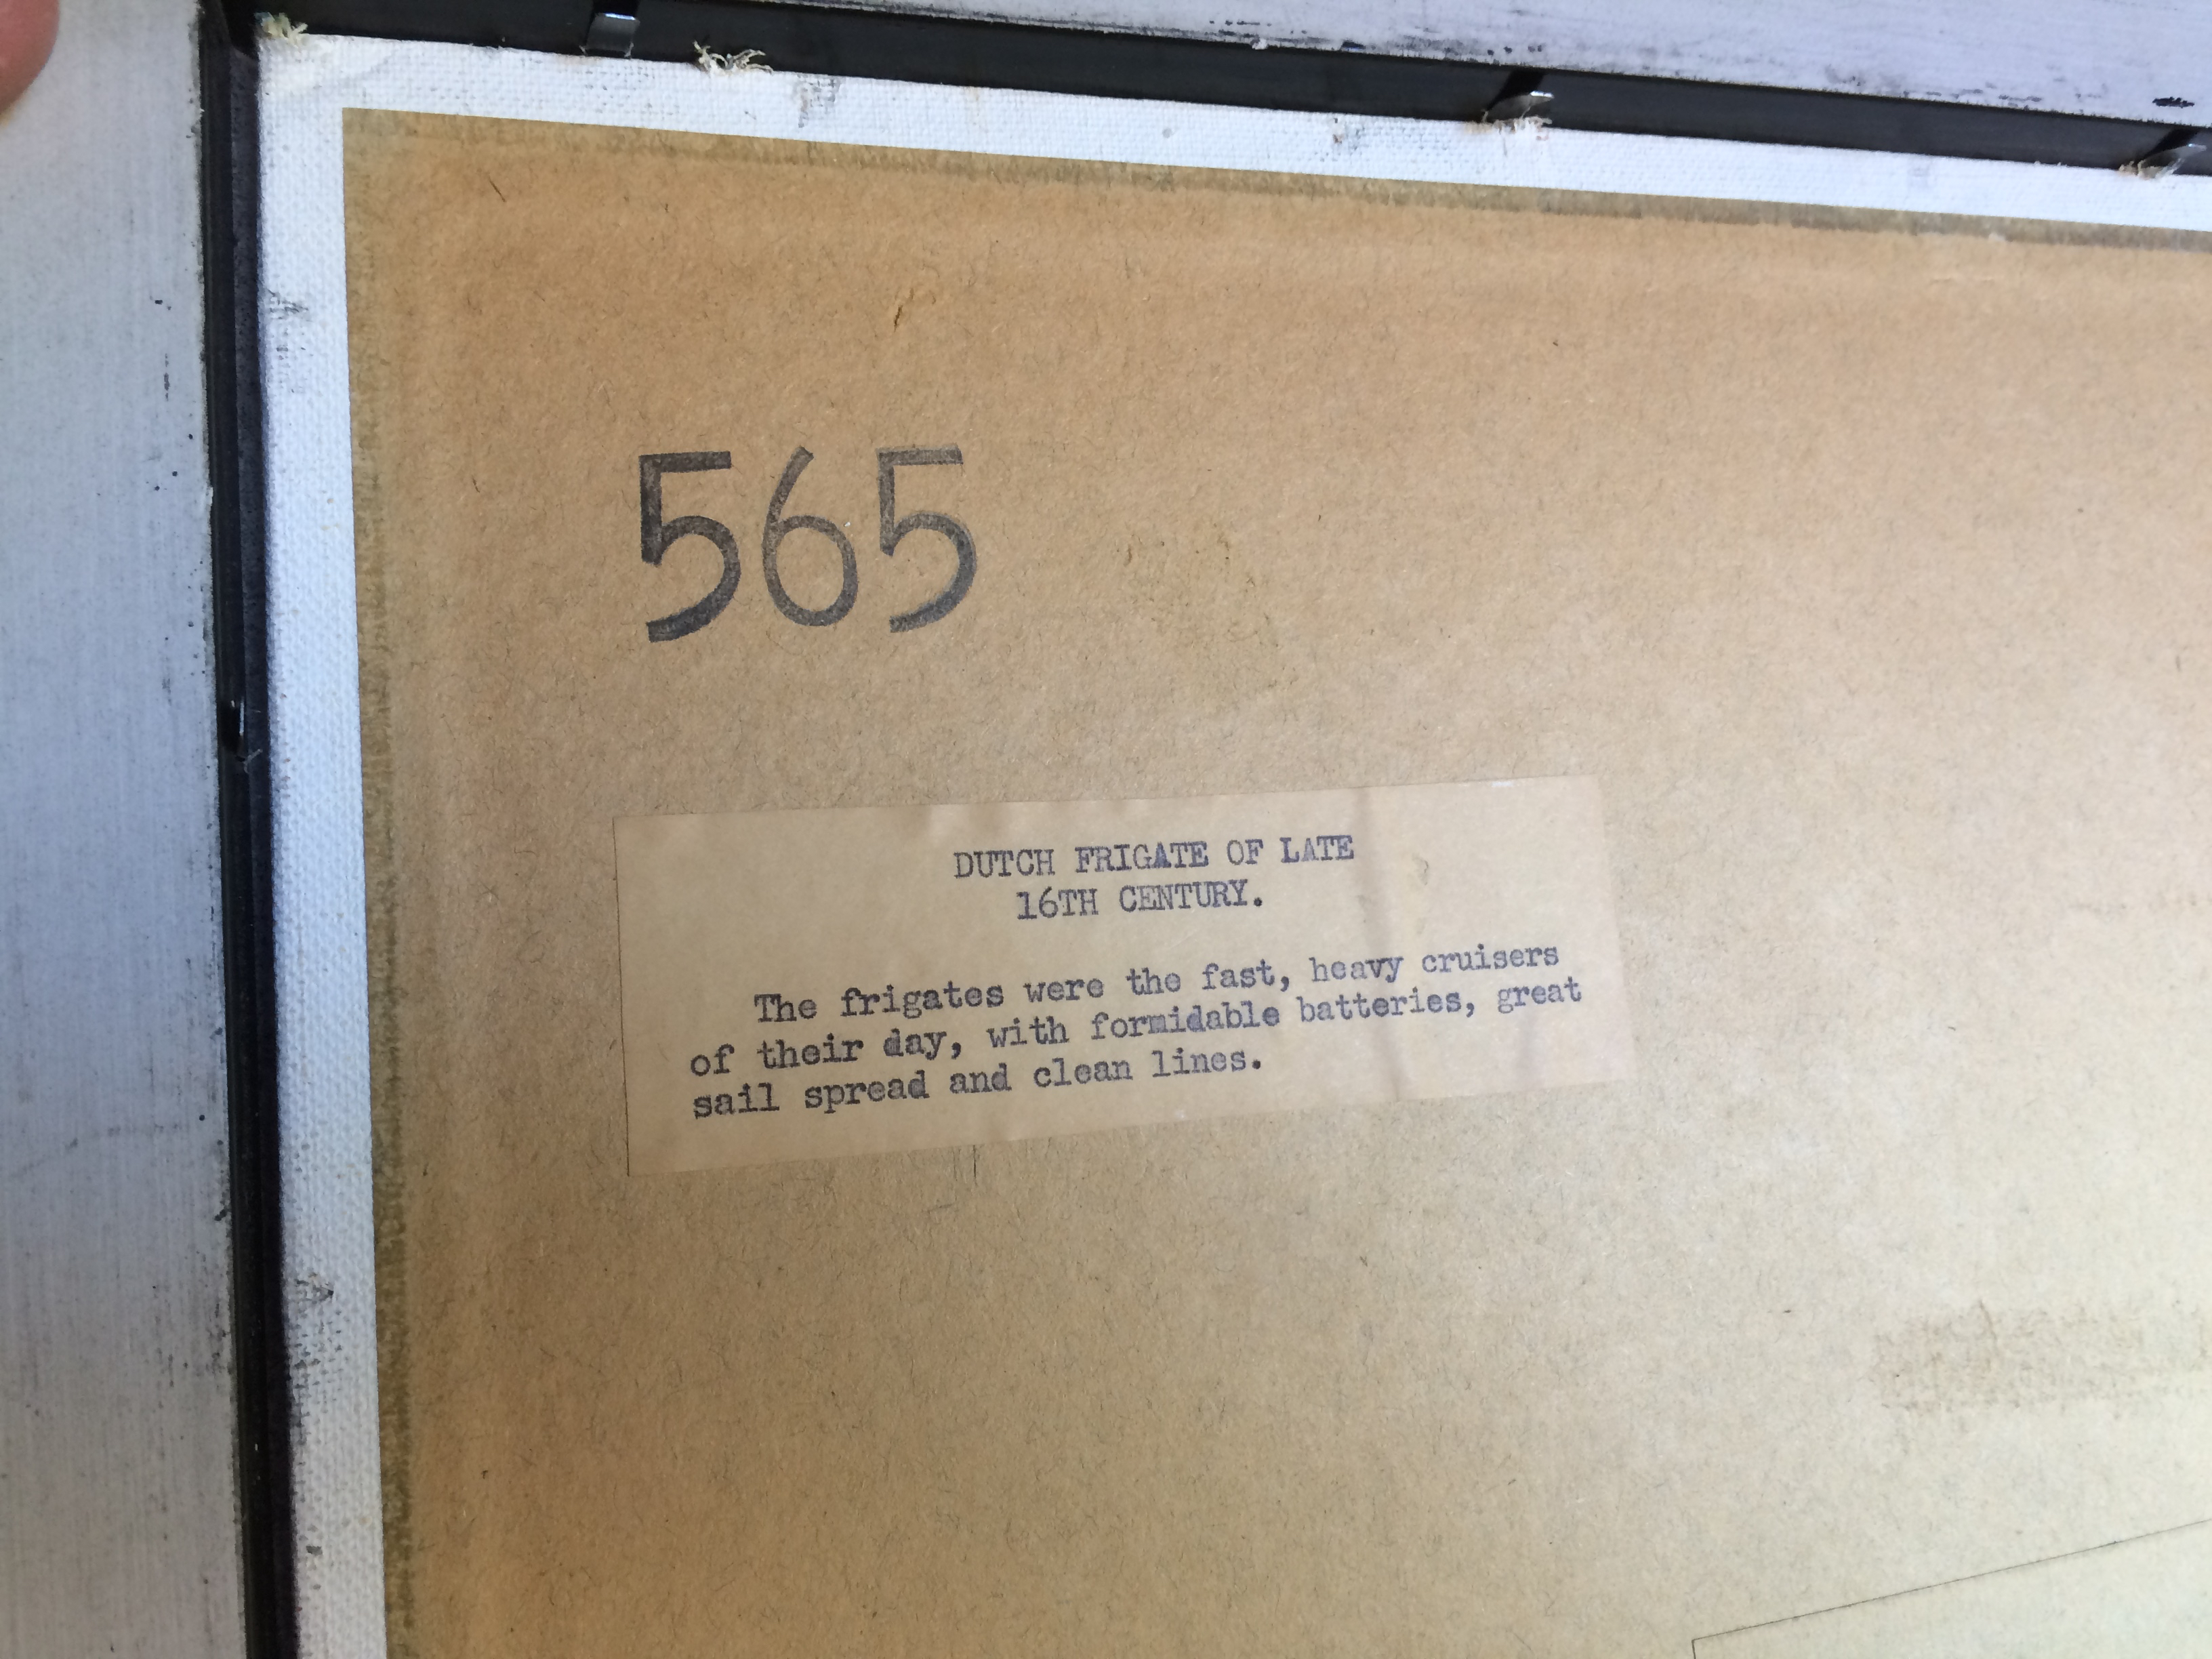 565
DUTCH FRIGATE OF LATE
16TH CENTURY.
The frigates were the fast, heavy cruisers
of their day, with formidable batteries, great
sail spread and clean lines.